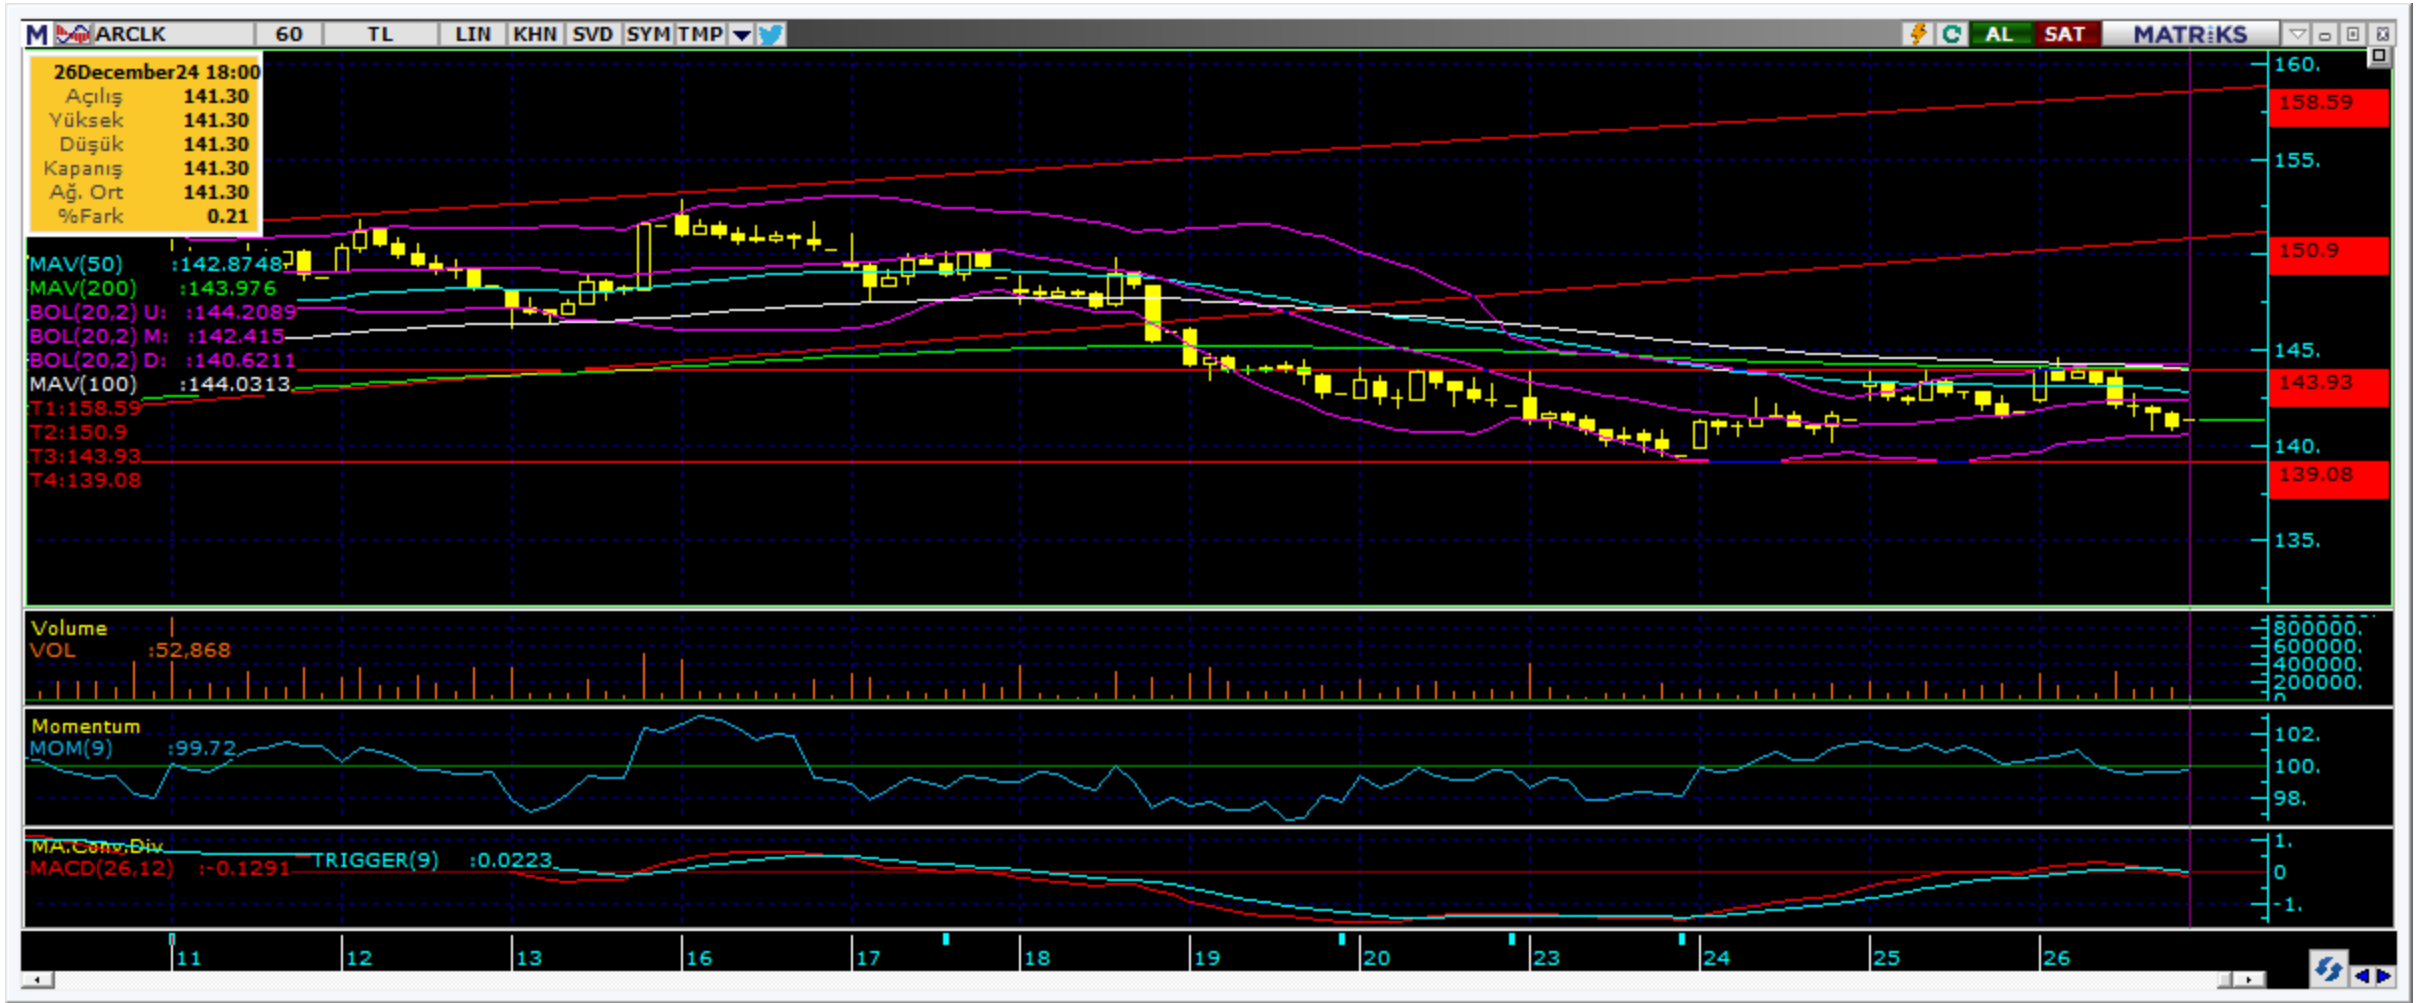 M ARCLK 60 TL LIN KHN SVD SYM TMP AL SAT MATRiKS
26December24 18:00
Açılış 141.30
Yüksek 141.30
Düşük 141.30
Kapanış 141.30
Ağ. Ort 141.30
%Fark 0.21
MAV(50) :142.8748
MAV(200) :143.976
BOL(20,2) U: :144.2089
BOL(20,2) M: :142.415
BOL(20,2) D: :140.6211
MAV(100) :144.0313
T1:158.59
T2:150.9
T3:143.93
T4:139.08
160.
158.59
155.
150.9
145.
143.93
140.
139.08
135.
Volume
VOL :52,868
800000.
600000.
400000.
200000.
0
Momentum
MOM(9) :99.72
102.
100.
98.
MA.Conv.Div
MACD(26,12) :-0.1291 TRIGGER(9) :0.0223
1.
0
-1.
11 12 13 16 17 18 19 20 23 24 25 26